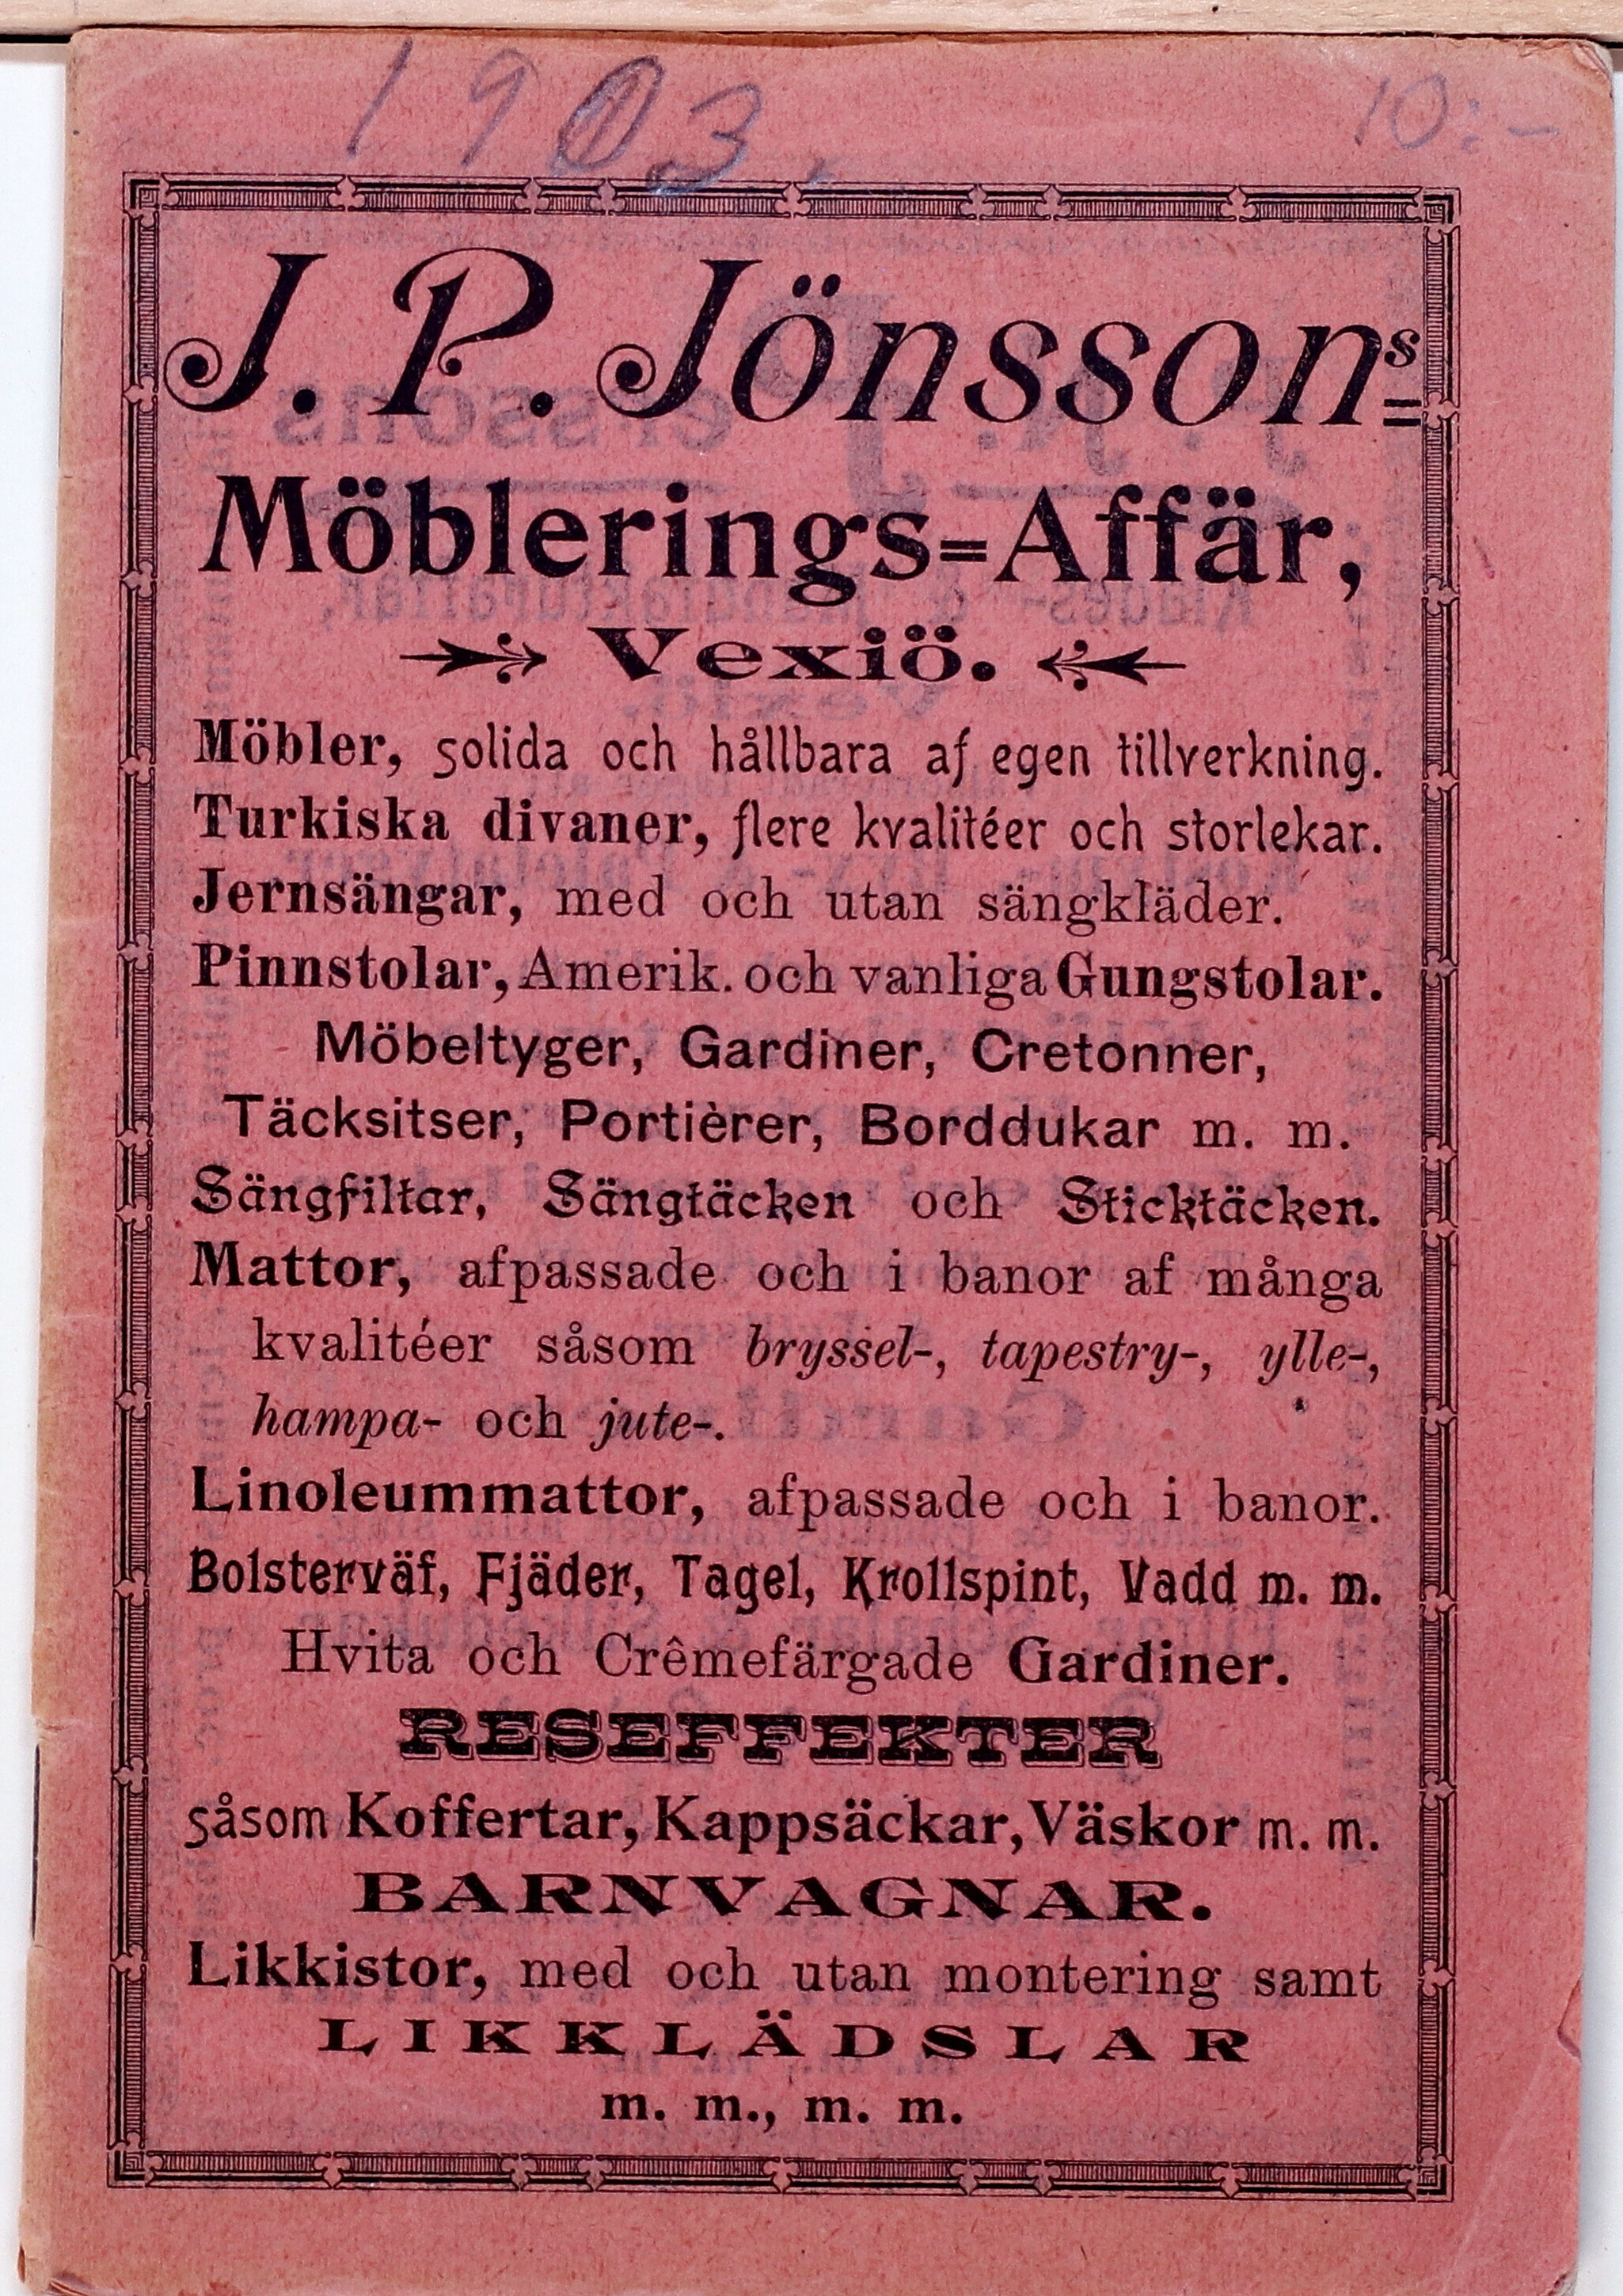 1903.
10:-
J. P. Jönssons
Möblerings-Affär,
Vexiö.
Möbler, solida och hållbara af egen tillverkning.
Turkiska divaner, flere kvalitéer och storlekar.
Jernsängar, med och utan sängkläder.
Pinnstolar, Amerik. och vanliga Gungstolar.
Möbeltyger, Gardiner, Cretonner,
Täcksitser, Portièrer, Borddukar m. m.
Sängfiltar, Sängtäcken och Sticktäcken.
Mattor, afpassade och i banor af många
kvalitéer såsom bryssel-, tapestry-, ylle-,
hampa- och jute-.
Linoleummattor, afpassade och i banor.
Bolsterväf, Fjäder, Tagel, Krollspint, Vadd m. m.
Hvita och Crêmefärgade Gardiner.
RESEFFEKTER
såsom Koffertar, Kappsäckar, Väskor m. m.
BARNVAGNAR.
Likkistor, med och utan montering samt
LIKKLÄDSLAR
m. m., m. m.